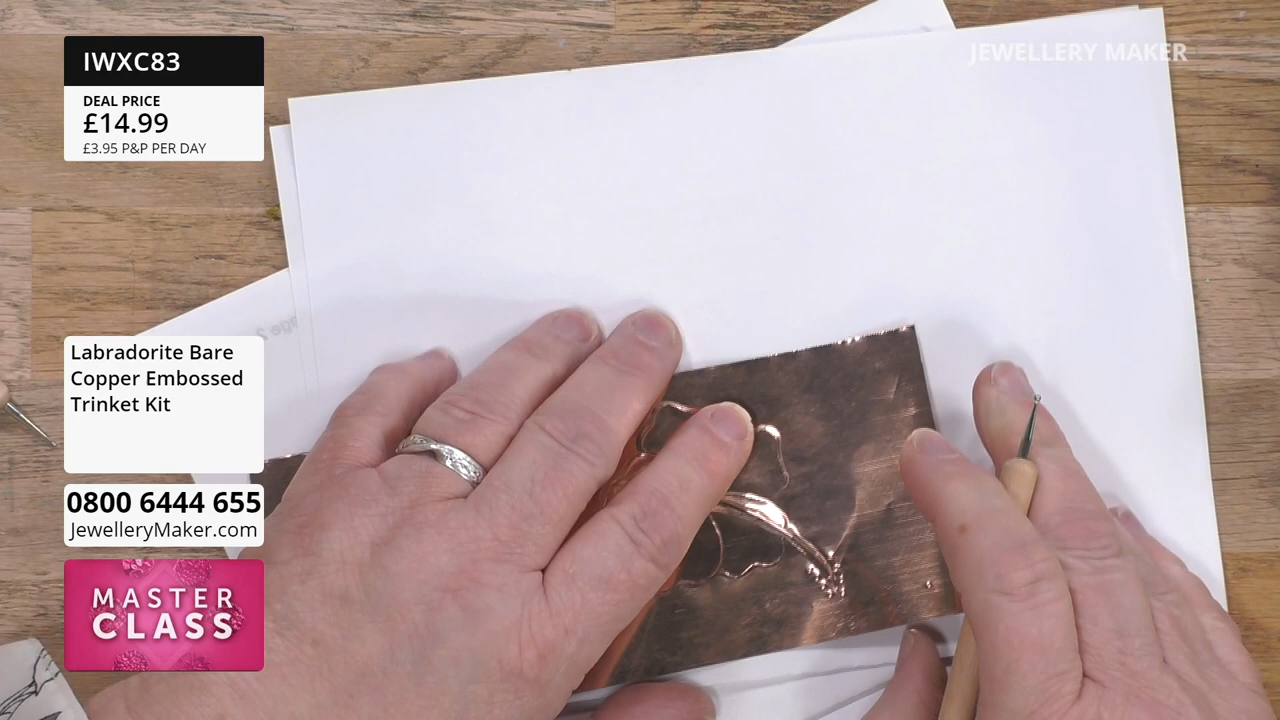 IWXC83
DEAL PRICE
£14.99
£3.95 P&P PER DAY
JEWELLERY MAKER
Labradorite Bare
Copper Embossed
Trinket Kit
0800 6444 655
JewelleryMaker.com
MASTER
CLASS